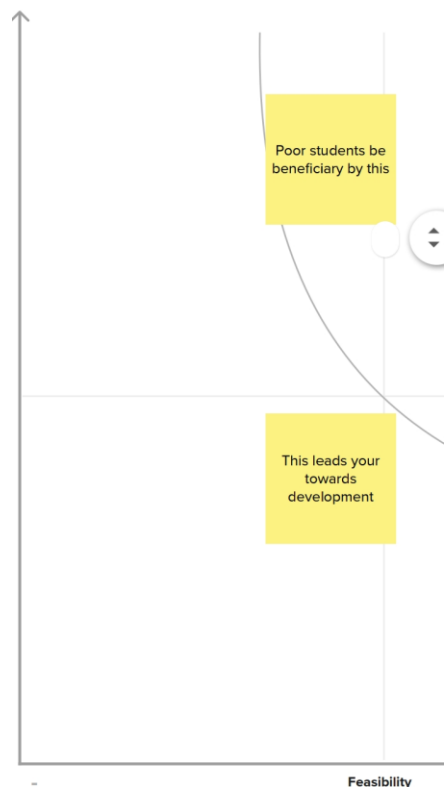 Poor students be
beneficiary by this
This leads your
towards
development
-
Feasibility